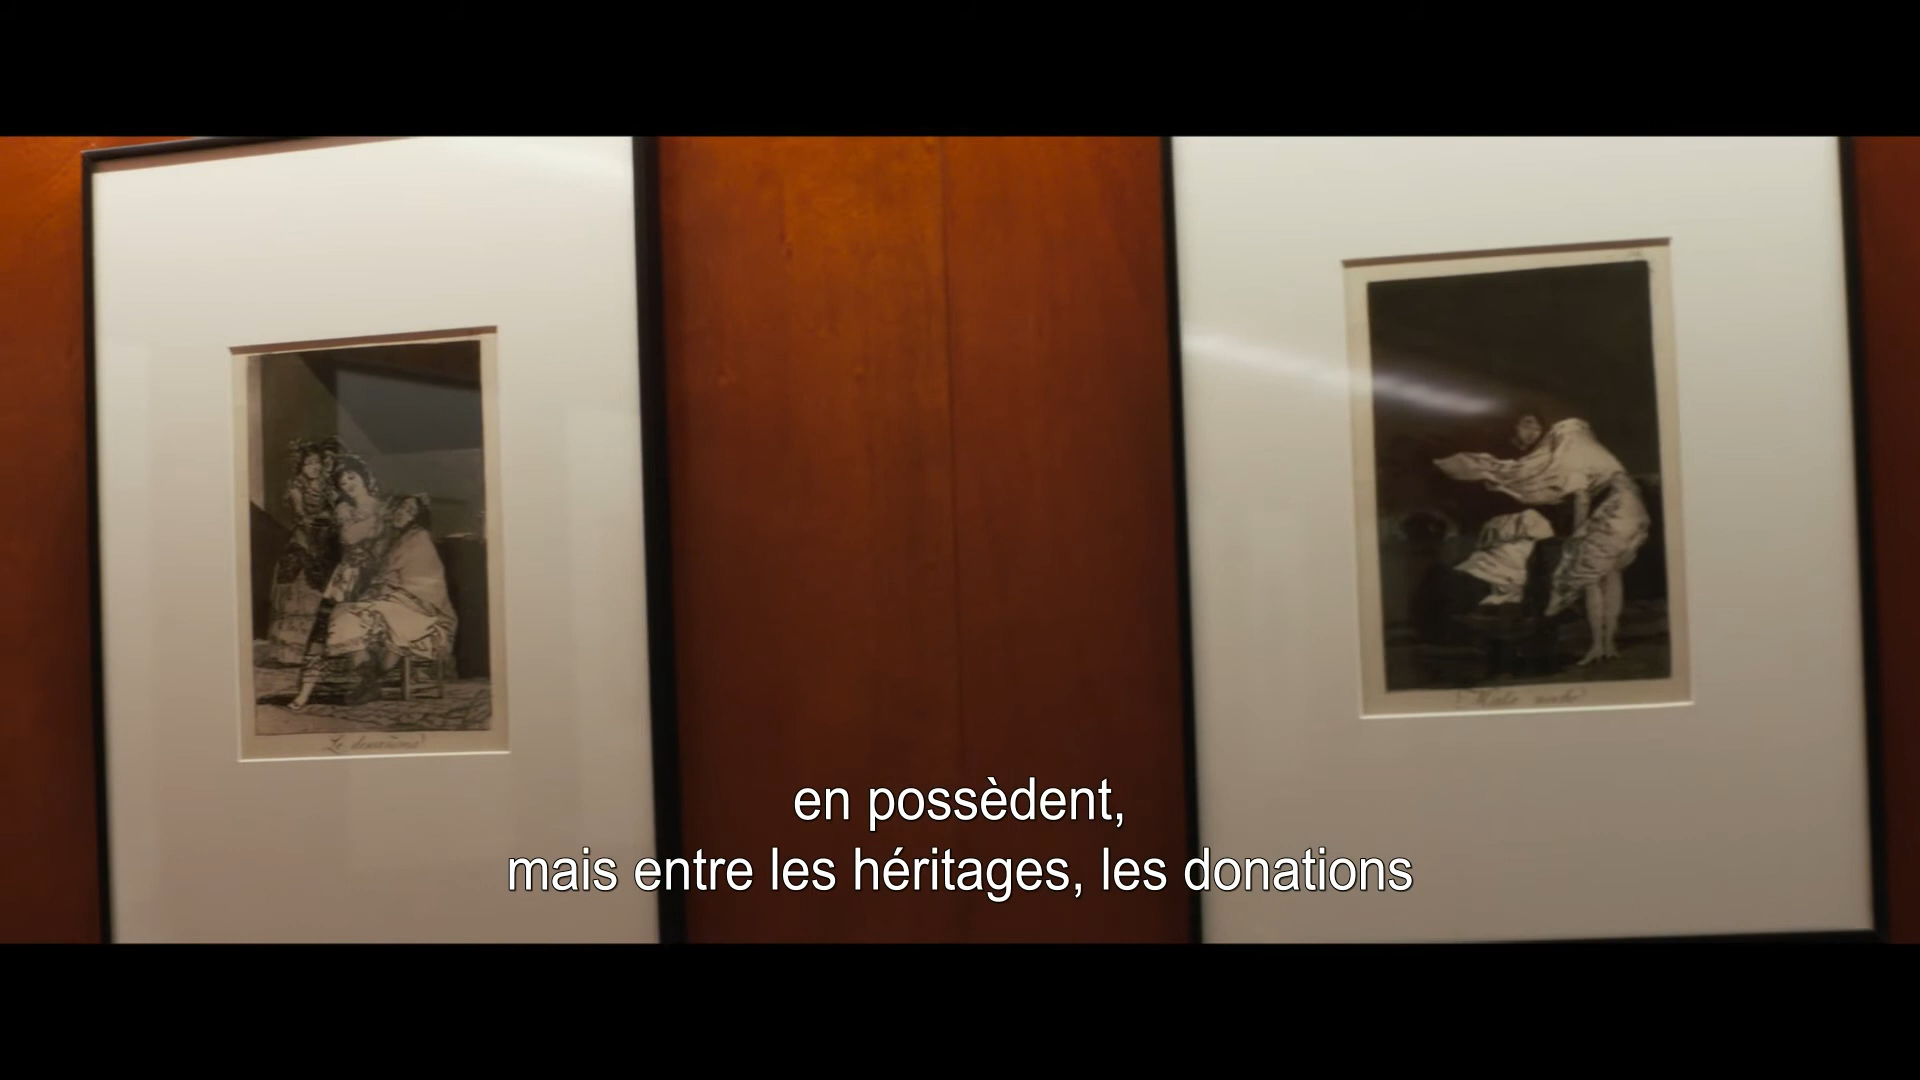 en possèdent,
mais entre les héritages, les donations